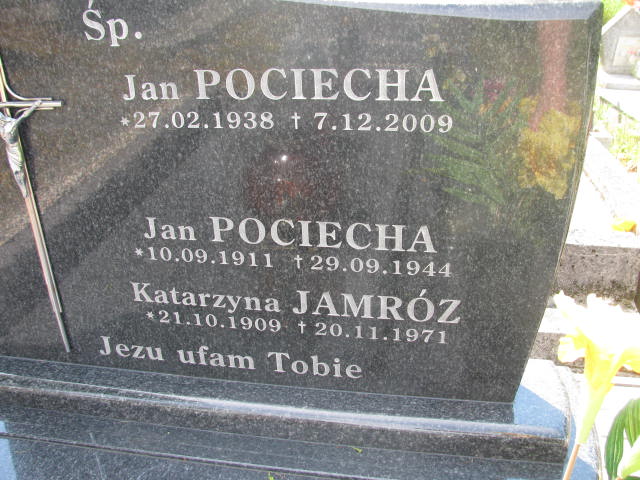 Śp.
Jan POCIECHA
*27.02.1938 † 7.12.2009
Jan POCIECHA
*10.09.1911 † 29.09.1944
Katarzyna JAMRÓZ
*21.10.1909 † 20.11.1971
Jezu ufam Tobie